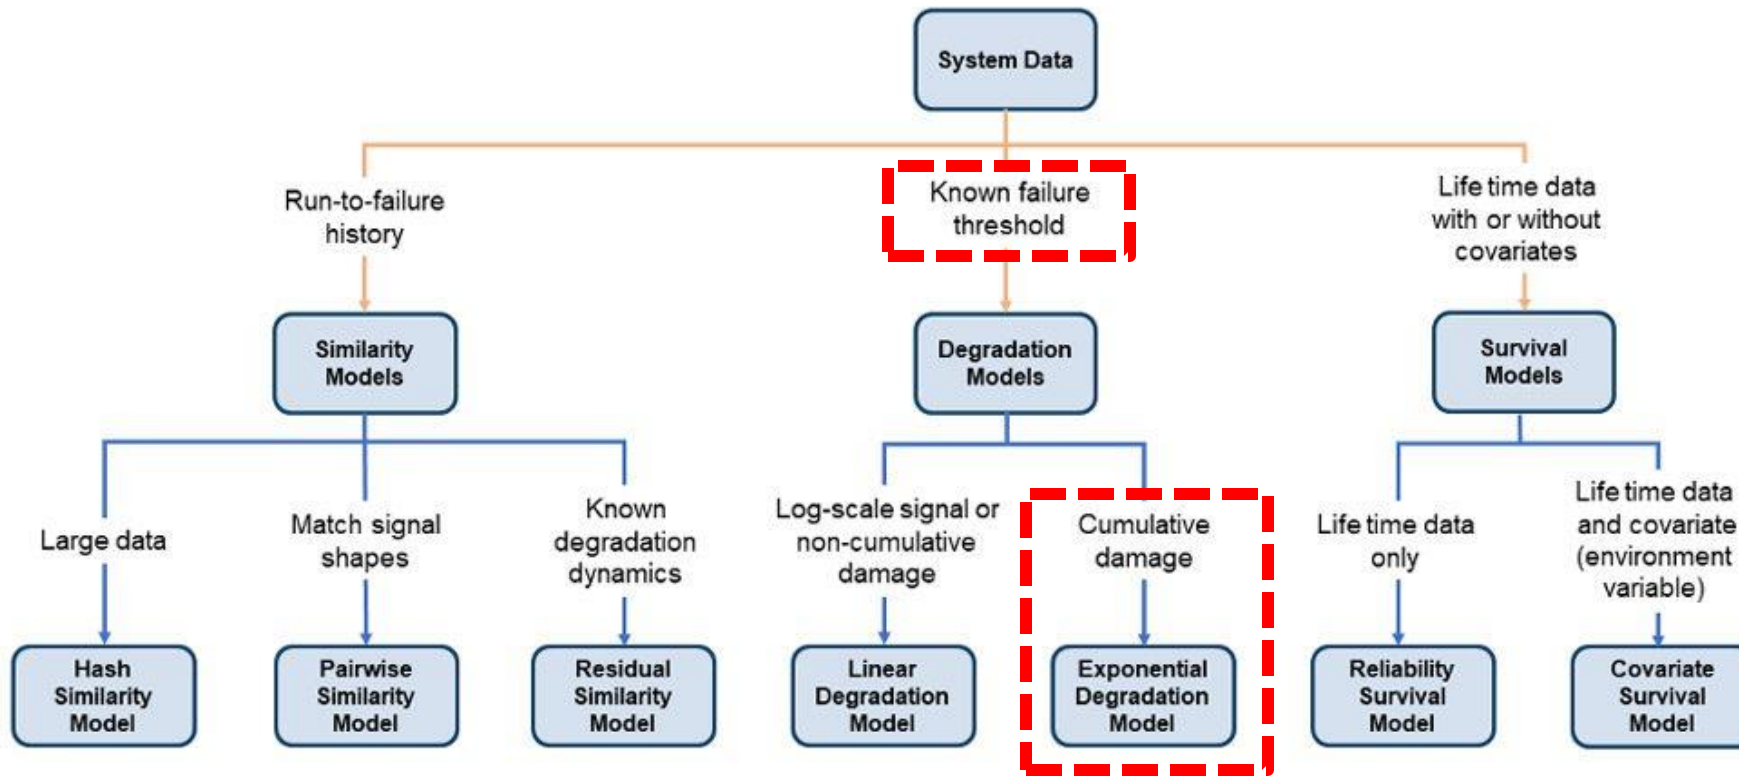 System Data
Run-to-failure
history
Known failure
threshold
Life time data
with or without
covariates
Similarity
Models
Degradation
Models
Survival
Models
Large data
Match signal
shapes
Known
degradation
dynamics
Log-scale signal or
non-cumulative
damage
Cumulative
damage
Life time data
only
Life time data
and covariate
(environment
variable)
Hash
Similarity
Model
Pairwise
Similarity
Model
Residual
Similarity
Model
Linear
Degradation
Model
Exponential
Degradation
Model
Reliability
Survival
Model
Covariate
Survival
Model